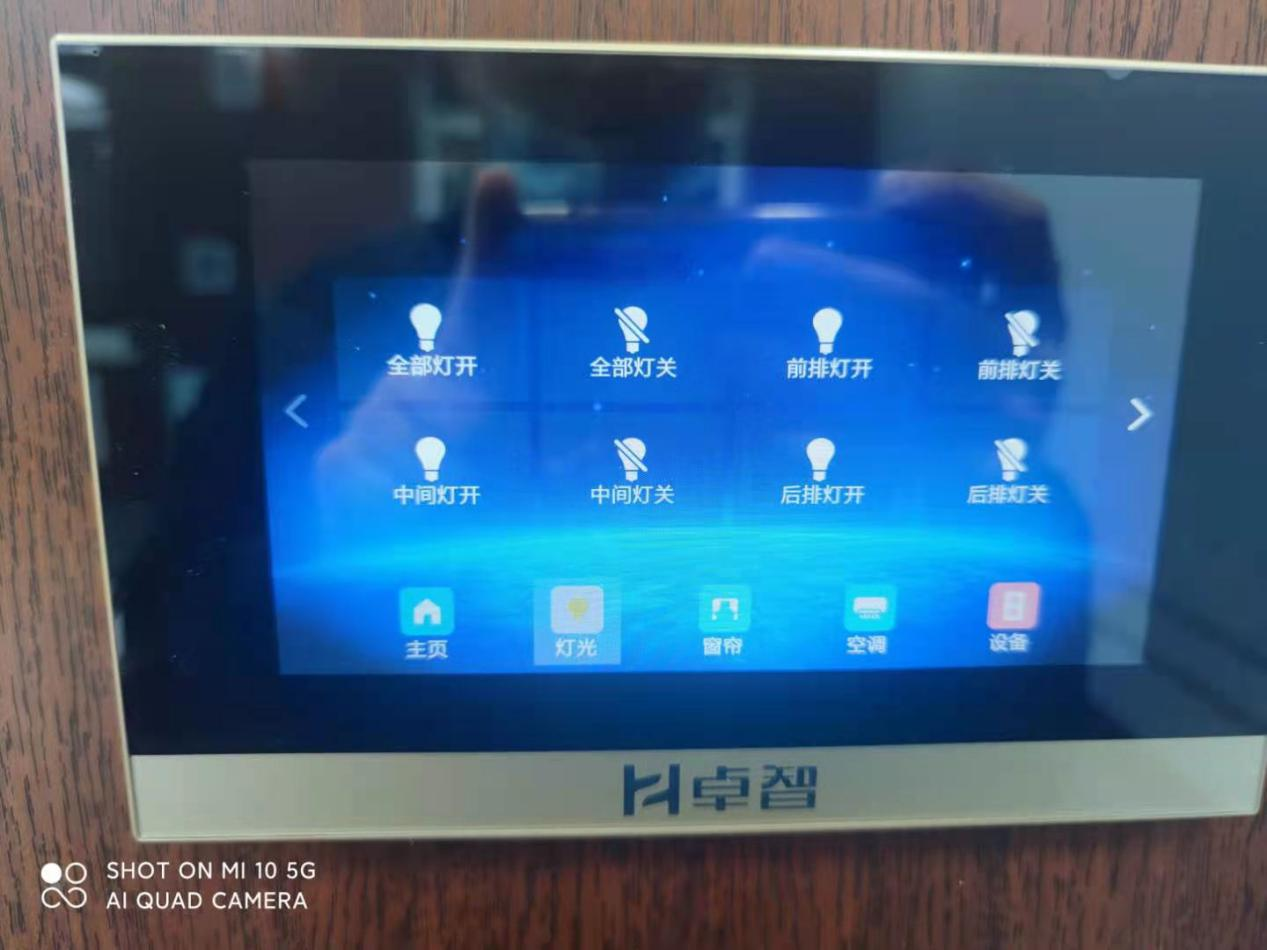 全部灯开 全部灯关 前排灯开 前排灯关
中间灯开 中间灯关 后排灯开 后排灯关
主页 灯光 窗帘 空调 设备
卓智
SHOT ON MI 10 5G
AI QUAD CAMERA